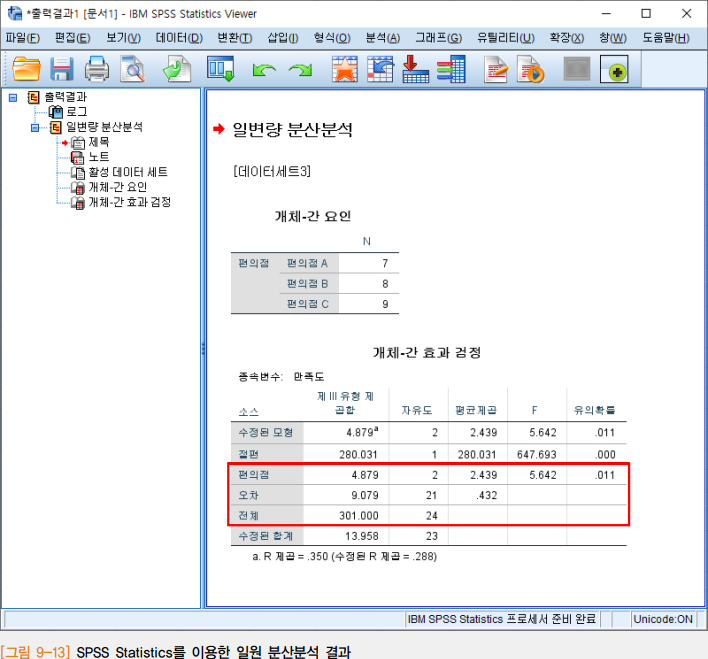 *출력결과1 [문서1] - IBM SPSS Statistics Viewer
파일(F) 편집(E) 보기(V) 데이터(D) 변환(T) 삽입(I) 형식(O) 분석(A) 그래프(G) 유틸리티(U) 확장(X) 창(W) 도움말(H)
출력결과
로그
일변량 분산분석
제목
노트
활성 데이터 세트
개체-간 요인
개체-간 효과 검정
일변량 분산분석
[데이터세트3]
개체-간 요인
N
편의점 편의점 A 7
편의점 B 8
편의점 C 9
개체-간 효과 검정
종속변수: 만족도
소스 제 III 유형 제곱합 자유도 평균제곱 F 유의확률
수정된 모형 4.879a 2 2.439 5.642 .011
절편 280.031 1 280.031 647.693 .000
편의점 4.879 2 2.439 5.642 .011
오차 9.079 21 .432
전체 301.000 24
수정된 합계 13.958 23
a. R 제곱 = .350 (수정된 R 제곱 = .288)
IBM SPSS Statistics 프로세서 준비 완료 Unicode:ON
[그림 9-13] SPSS Statistics를 이용한 일원 분산분석 결과